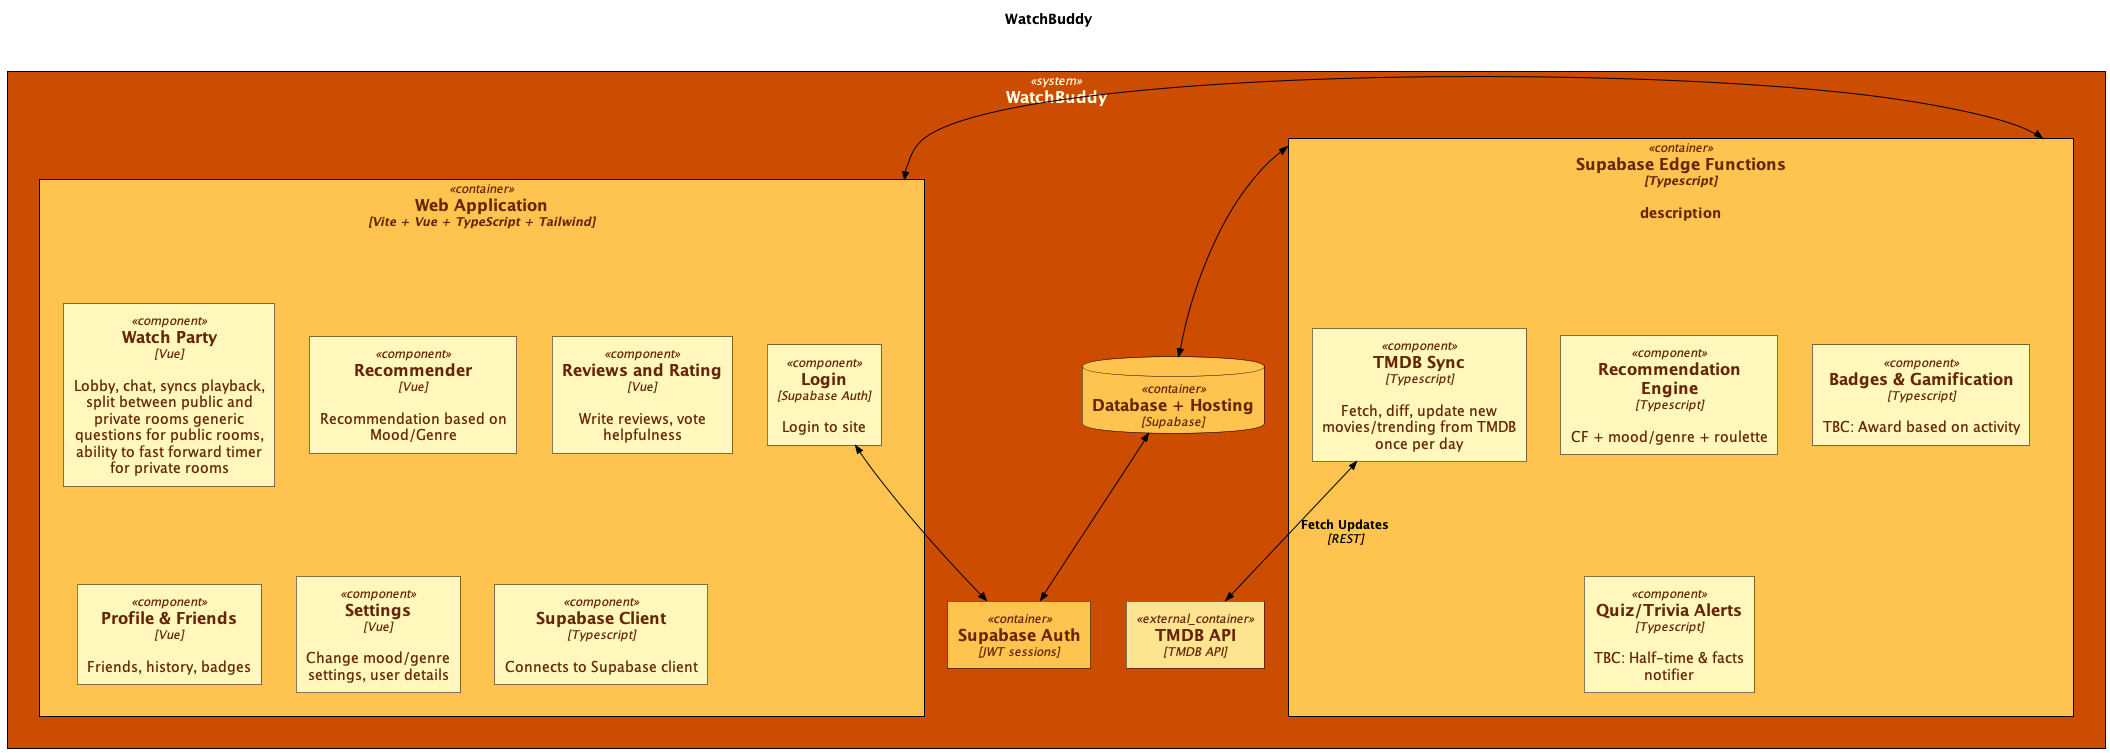 WatchBuddy
«system»
WatchBuddy
«container»
Web Application
[Vite + Vue + TypeScript + Tailwind]
«component»
Watch Party
[Vue]
Lobby, chat, syncs playback,
split between public and
private rooms generic
questions for public rooms,
ability to fast forward timer
for private rooms
«component»
Recommender
[Vue]
Recommendation based on
Mood/Genre
«component»
Reviews and Rating
[Vue]
Write reviews, vote
helpfulness
«component»
Login
[Supabase Auth]
Login to site
«component»
Profile & Friends
[Vue]
Friends, history, badges
«component»
Settings
[Vue]
Change mood/genre
settings, user details
«component»
Supabase Client
[Typescript]
Connects to Supabase client
«container»
Database + Hosting
[Supabase]
«container»
Supabase Auth
[JWT sessions]
«external_container»
TMDB API
[TMDB API]
«container»
Supabase Edge Functions
[Typescript]
description
«component»
TMDB Sync
[Typescript]
Fetch, diff, update new
movies/trending from TMDB
once per day
«component»
Recommendation
Engine
[Typescript]
CF + mood/genre + roulette
«component»
Badges & Gamification
[Typescript]
TBC: Award based on activity
Fetch Updates
[REST]
«component»
Quiz/Trivia Alerts
[Typescript]
TBC: Half-time & facts
notifier